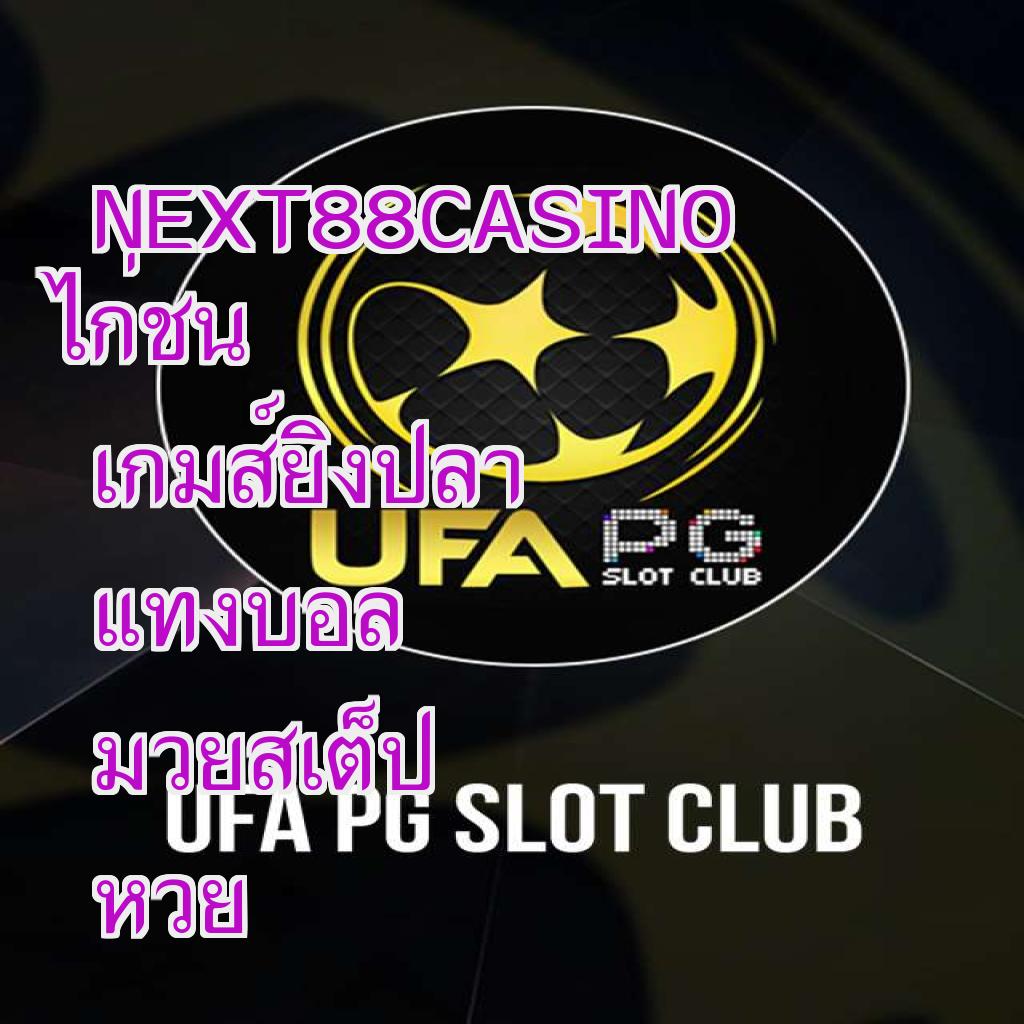 NEXT88CASINO
ไก่ชน
เกมส์ยิงปลา
UFA PG
SLOT CLUB
แทงบอล
มวยสเต็ป
UFA PG SLOT CLUB
หวย